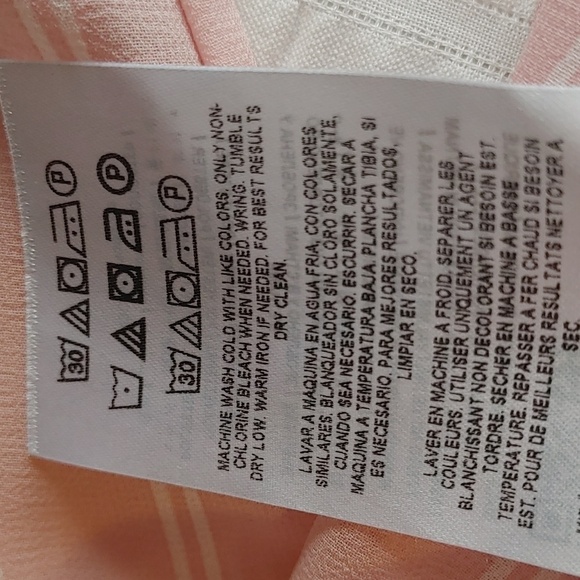 30 P
P
30 P
MACHINE WASH COLD WITH LIKE COLORS. ONLY NON-
CHLORINE BLEACH WHEN NEEDED. WRING. TUMBLE
DRY LOW. WARM IRON IF NEEDED. FOR BEST RESULTS
DRY CLEAN.
LAVAR A MAQUINA EN AGUA FRIA, CON COLORES
SIMILARES. BLANQUEADOR SIN CLORO SOLAMENTE,
CUANDO SEA NECESARIO. ESCURRIR. SECAR A
MAQUINA A TEMPERATURA BAJA. PLANCHA TIBIA, SI
ES NECESARIO. PARA MEJORES RESULTADOS,
LIMPIAR EN SECO.
LAVER EN MACHINE A FROID. SEPARER LES
COULEURS. UTILISER UNIQUEMENT UN AGENT
BLANCHISSANT NON DECOLORANT SI BESOIN EST.
TORDRE. SECHER EN MACHINE A BASSE
TEMPERATURE. REPASSER A FER CHAUD SI BESOIN
EST. POUR DE MEILLEURS RESULTATS NETTOYER A
SEC.